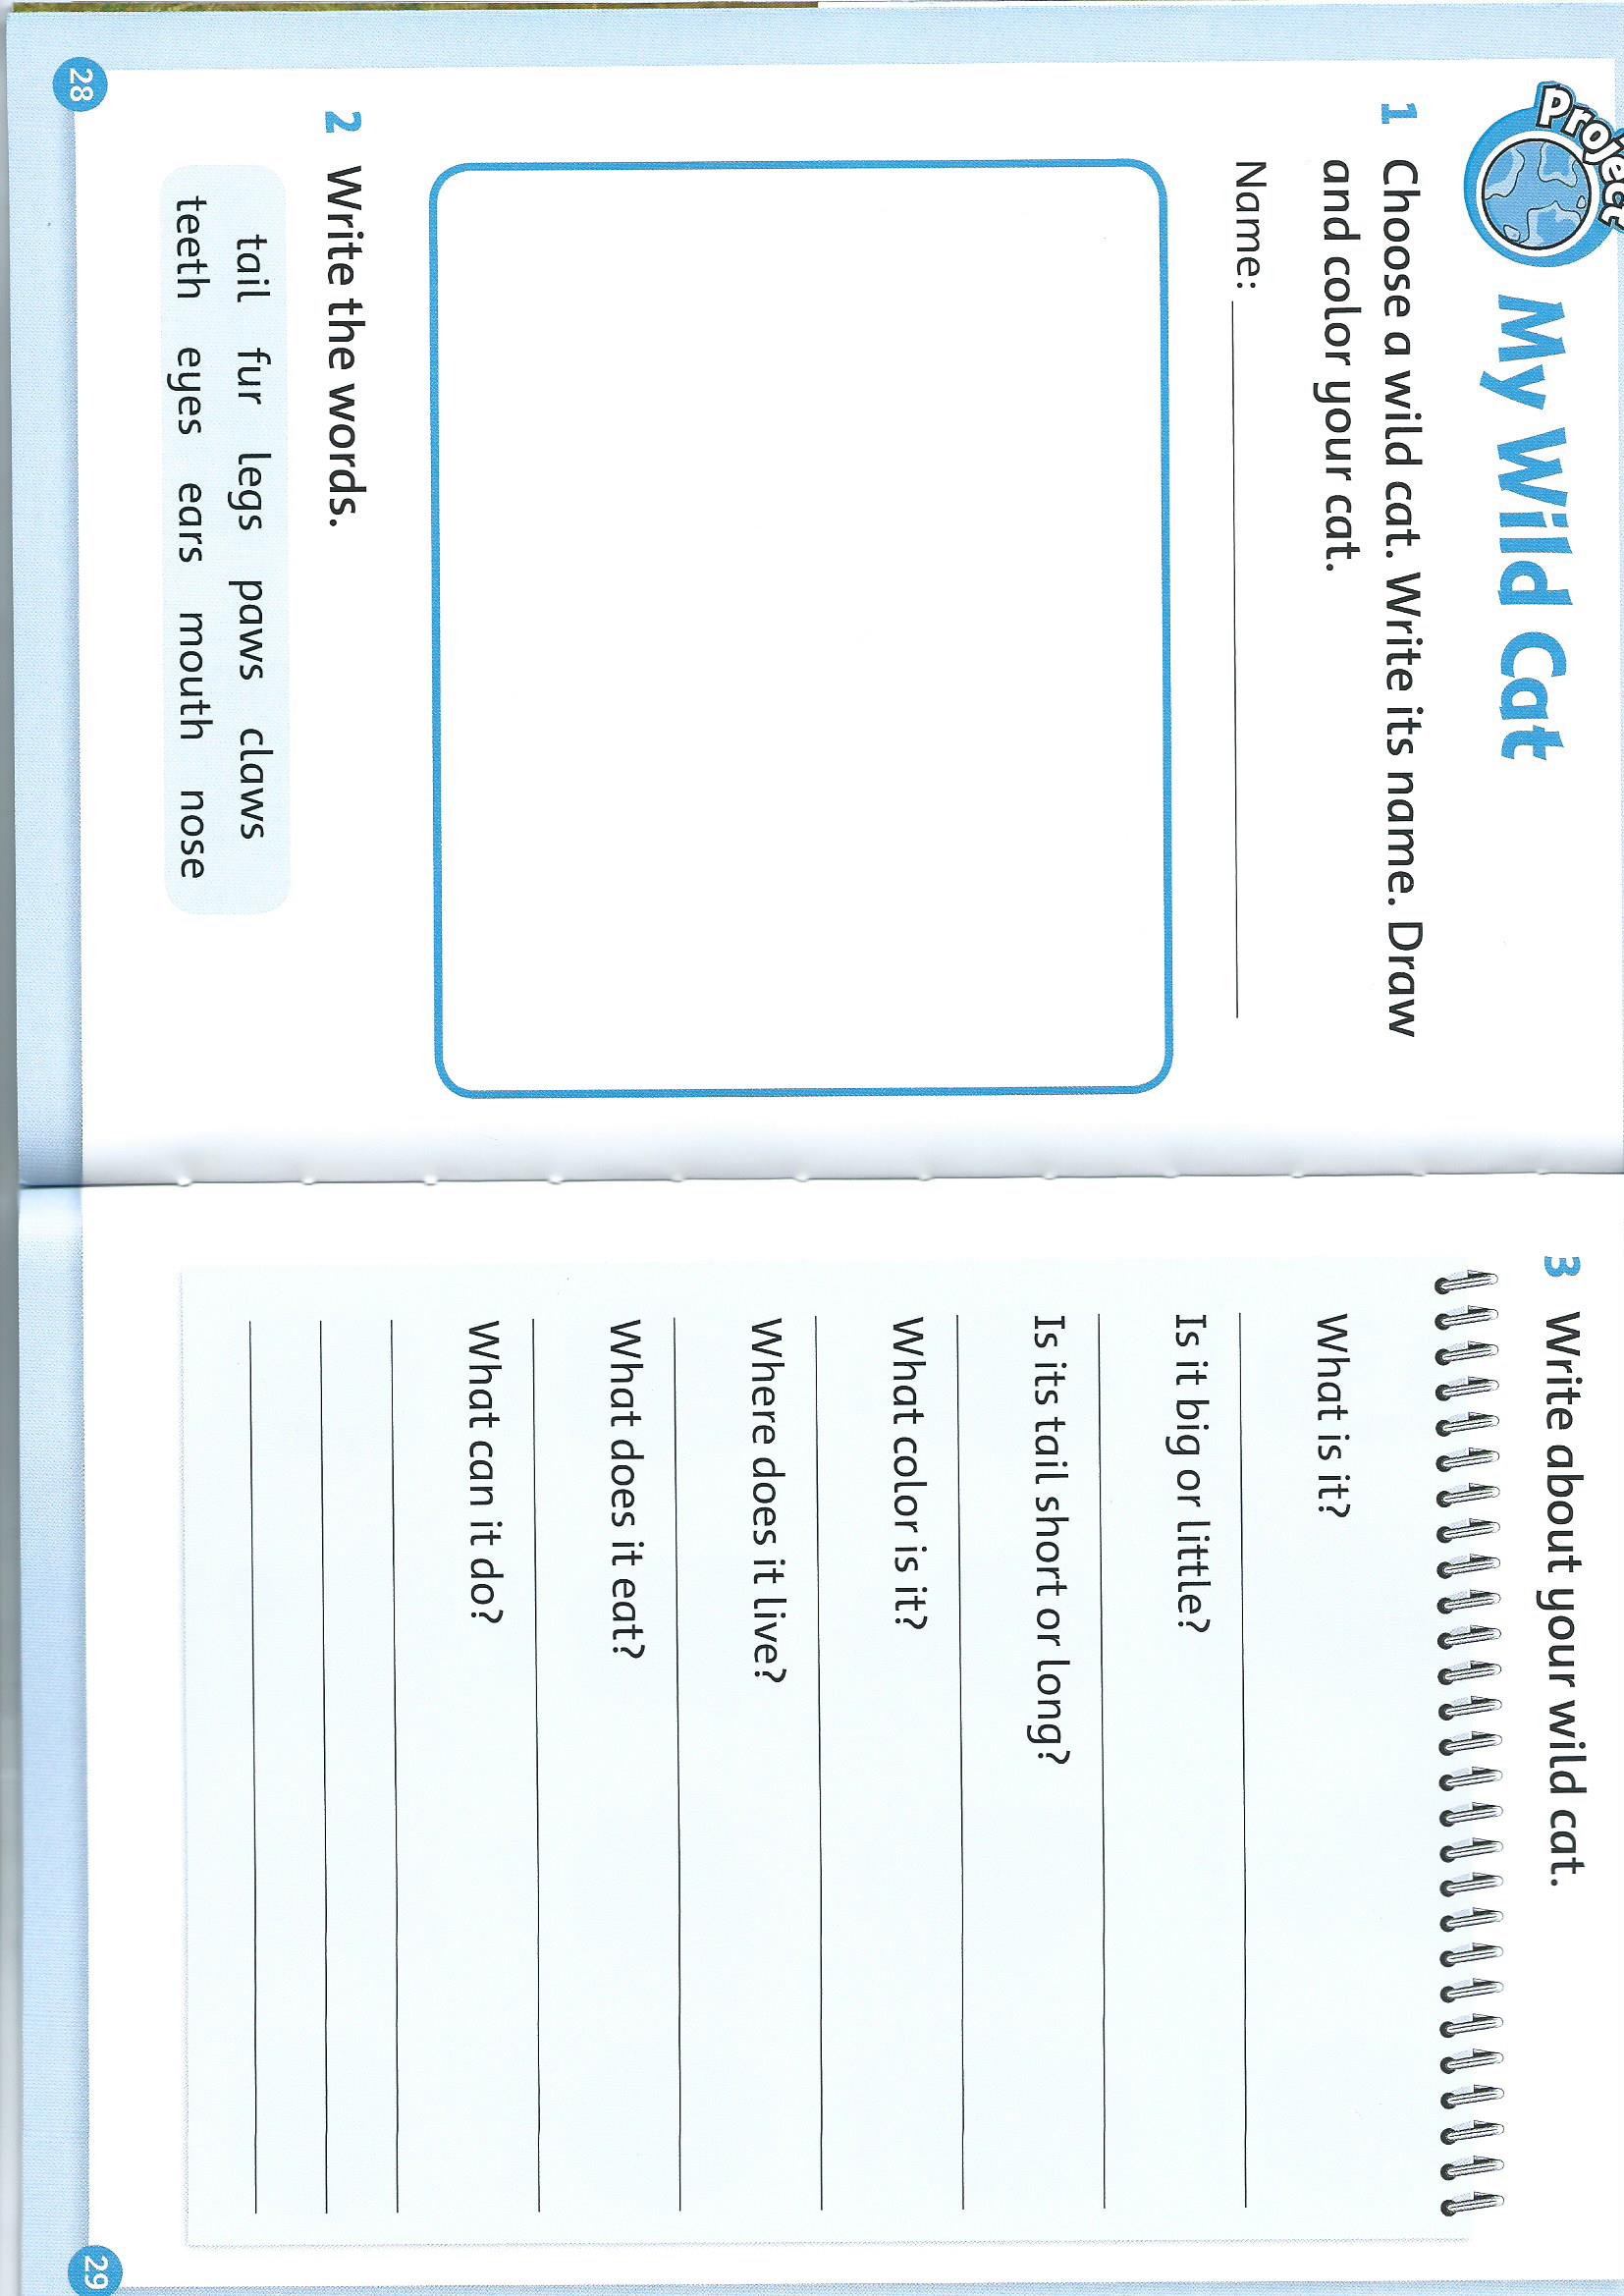 Project
My Wild Cat
1 Choose a wild cat. Write its name. Draw
and color your cat.
Name:
2 Write the words.
tail fur legs paws claws
teeth eyes ears mouth nose
28
3 Write about your wild cat.
What is it?
Is it big or little?
Is its tail short or long?
What color is it?
Where does it live?
What does it eat?
What can it do?
29